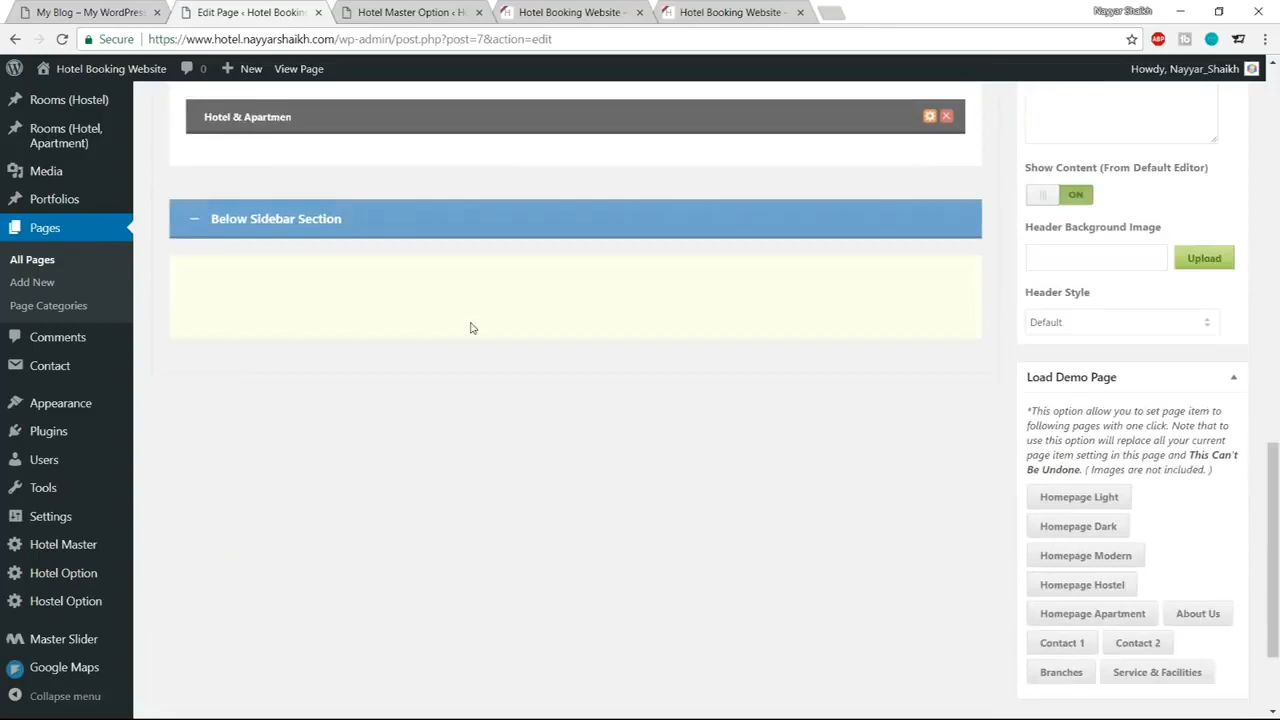 My Blog – My WordPress
Edit Page ‹ Hotel Bookin
Hotel Master Option ‹ H
Hotel Booking Website –
Hotel Booking Website –
Nayyar Shaikh
Secure
https://www.hotel.nayyarshaikh.com/wp-admin/post.php?post=7&action=edit
ABP
Hotel Booking Website
0
New
View Page
Howdy, Nayyar_Shaikh
Rooms (Hostel)
Rooms (Hotel,
Apartment)
Media
Portfolios
Pages
All Pages
Add New
Page Categories
Comments
Contact
Appearance
Plugins
Users
Tools
Settings
Hotel Master
Hotel Option
Hostel Option
Master Slider
Google Maps
Collapse menu
Hotel & Apartmen
Below Sidebar Section
Show Content (From Default Editor)
ON
Header Background Image
Upload
Header Style
Default
Load Demo Page
*This option allow you to set page item to
following pages with one click. Note that to
use this option will replace all your current
page item setting in this page and This Can't
Be Undone. ( Images are not included. )
Homepage Light
Homepage Dark
Homepage Modern
Homepage Hostel
Homepage Apartment
About Us
Contact 1
Contact 2
Branches
Service & Facilities